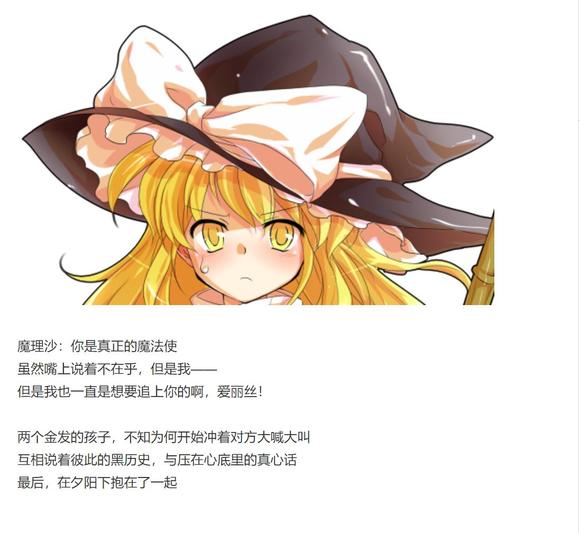 魔理沙：你是真正的魔法使
虽然嘴上说着不在乎，但是我——
但是我也一直是想要追上你的啊，爱丽丝！
两个金发的孩子，不知为何开始冲着对方大喊大叫
互相说着彼此的黑历史，与压在心底里的真心话
最后，在夕阳下抱在了一起